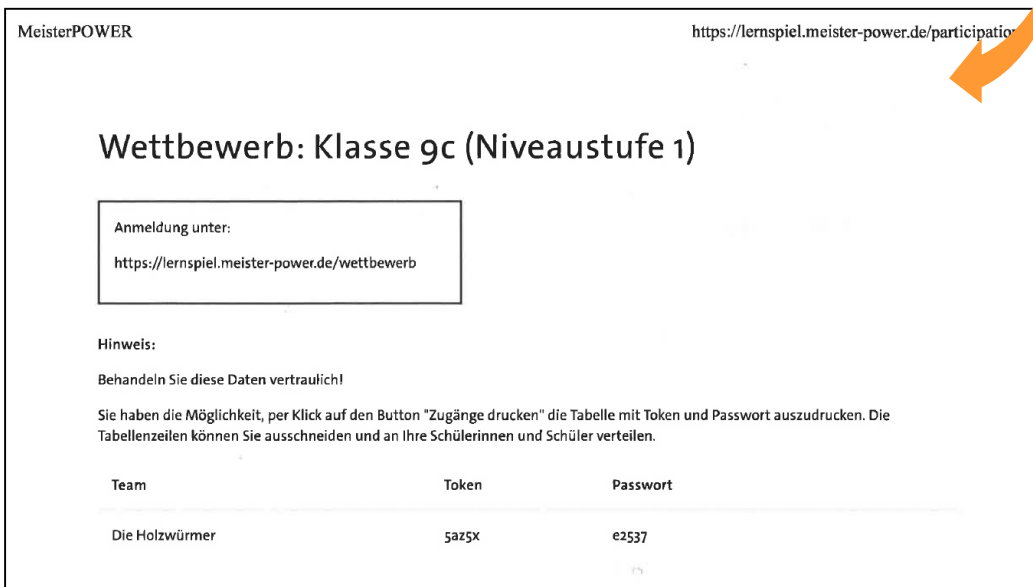 MeisterPOWER
https://lernspiel.meister-power.de/participation
Wettbewerb: Klasse 9c (Niveaustufe 1)
Anmeldung unter:
https://lernspiel.meister-power.de/wettbewerb
Hinweis:
Behandeln Sie diese Daten vertraulich!
Sie haben die Möglichkeit, per Klick auf den Button "Zugänge drucken" die Tabelle mit Token und Passwort auszudrucken. Die
Tabellenzeilen können Sie ausschneiden und an Ihre Schülerinnen und Schüler verteilen.
Team Token Passwort
Die Holzwürmer 5az5x e2537